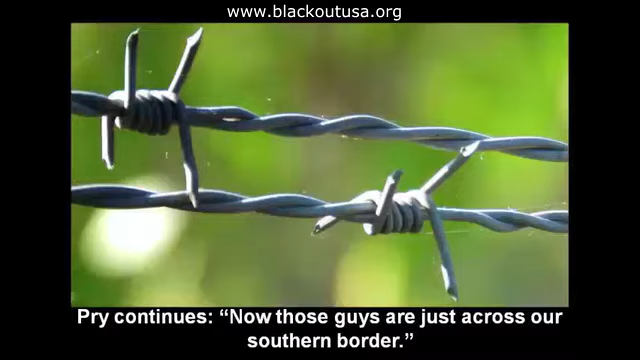 www.blackoutusa.org
Pry continues: “Now those guys are just across our
southern border.”